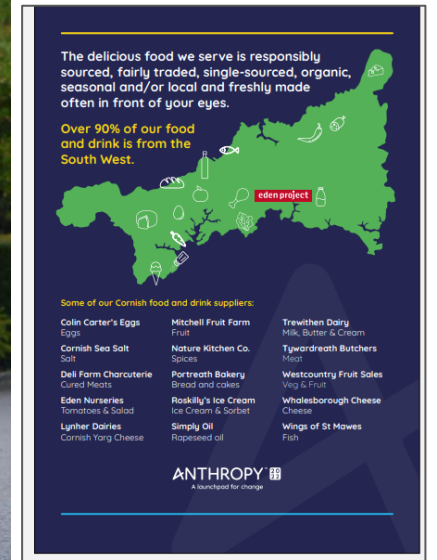 The delicious food we serve is responsibly
sourced, fairly traded, single-sourced, organic,
seasonal and/or local and freshly made
often in front of your eyes.
Over 90% of our food
and drink is from the
South West.
eden project
Some of our Cornish food and drink suppliers:
Colin Carter's Eggs
Eggs
Cornish Sea Salt
Salt
Deli Farm Charcuterie
Cured Meats
Eden Nurseries
Tomatoes & Salad
Lynher Dairies
Cornish Yarg Cheese
Mitchell Fruit Farm
Fruit
Nature Kitchen Co.
Spices
Portreath Bakery
Bread and cakes
Roskilly's Ice Cream
Ice Cream & Sorbet
Simply Oil
Rapeseed oil
Trewithen Dairy
Milk, Butter & Cream
Tywardreath Butchers
Meat
Westcountry Fruit Sales
Veg & Fruit
Whalesborough Cheese
Cheese
Wings of St Mawes
Fish
ANTHROPY 2022
A launchpad for change